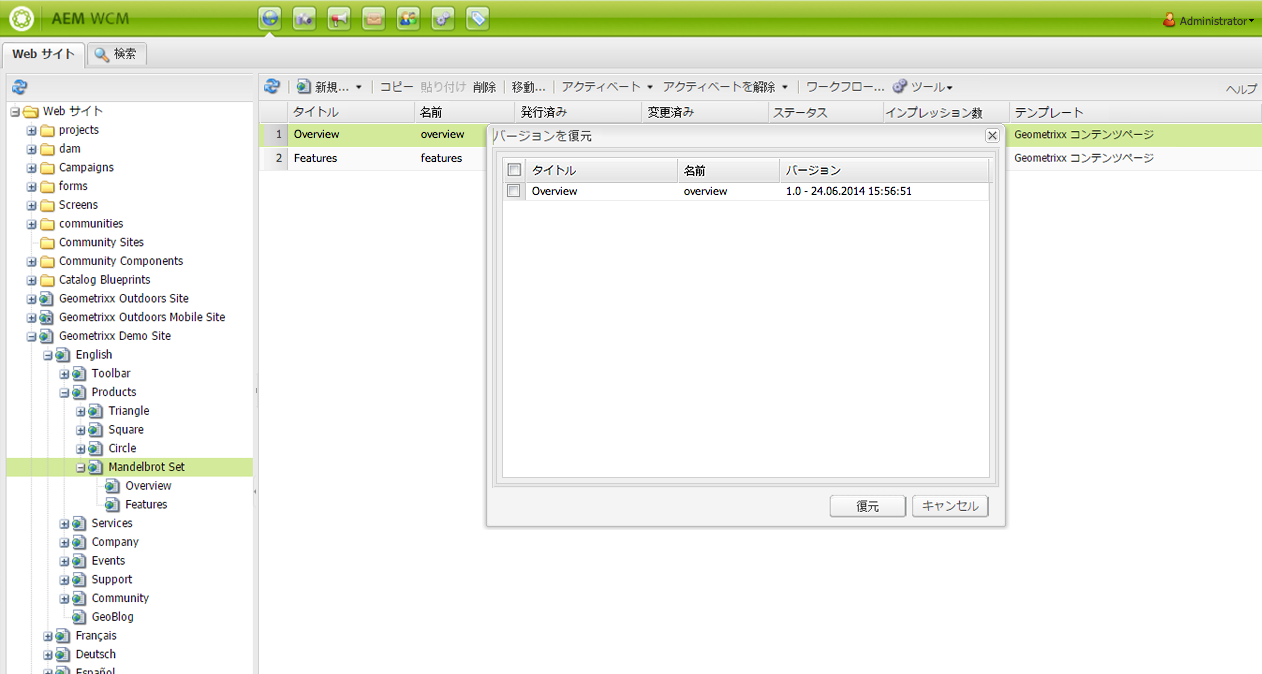 AEM WCM
Administrator
Web サイト 検索
新規... コピー 貼り付け 削除 移動... アクティベート アクティベートを解除 ワークフロー... ツール ヘルプ
タイトル 名前 発行済み 変更済み ステータス インプレッション数 テンプレート
1 Overview overview Geometrixx コンテンツページ
2 Features features Geometrixx コンテンツページ
Web サイト
projects
dam
Campaigns
forms
Screens
communities
Community Sites
Community Components
Catalog Blueprints
Geometrixx Outdoors Site
Geometrixx Outdoors Mobile Site
Geometrixx Demo Site
English
Toolbar
Products
Triangle
Square
Circle
Mandelbrot Set
Overview
Features
Services
Company
Events
Support
Community
GeoBlog
Français
Deutsch
Español
バージョンを復元
タイトル 名前 バージョン
Overview overview 1.0 - 24.06.2014 15:56:51
復元 キャンセル